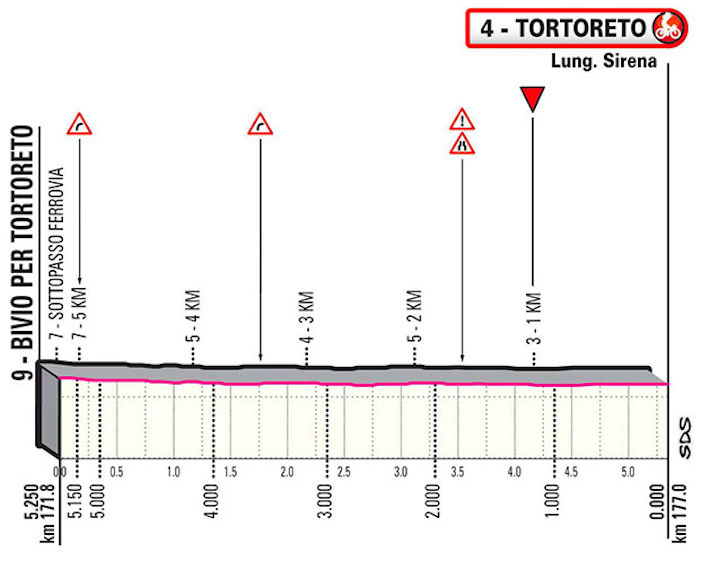 4 - TORTORETO
Lung. Sirena
9 - BIVIO PER TORTORETO
7 - SOTTOPASSO FERROVIA
7 - 5 KM
5 - 4 KM
4 - 3 KM
5 - 2 KM
3 - 1 KM
!
SDS
0.0
0.5
1.0
1.5
2.0
2.5
3.0
3.5
4.0
4.5
5.0
5.250
km 171.8
5.150
5.000
4.000
3.000
2.000
1.000
0.000
km 177.0